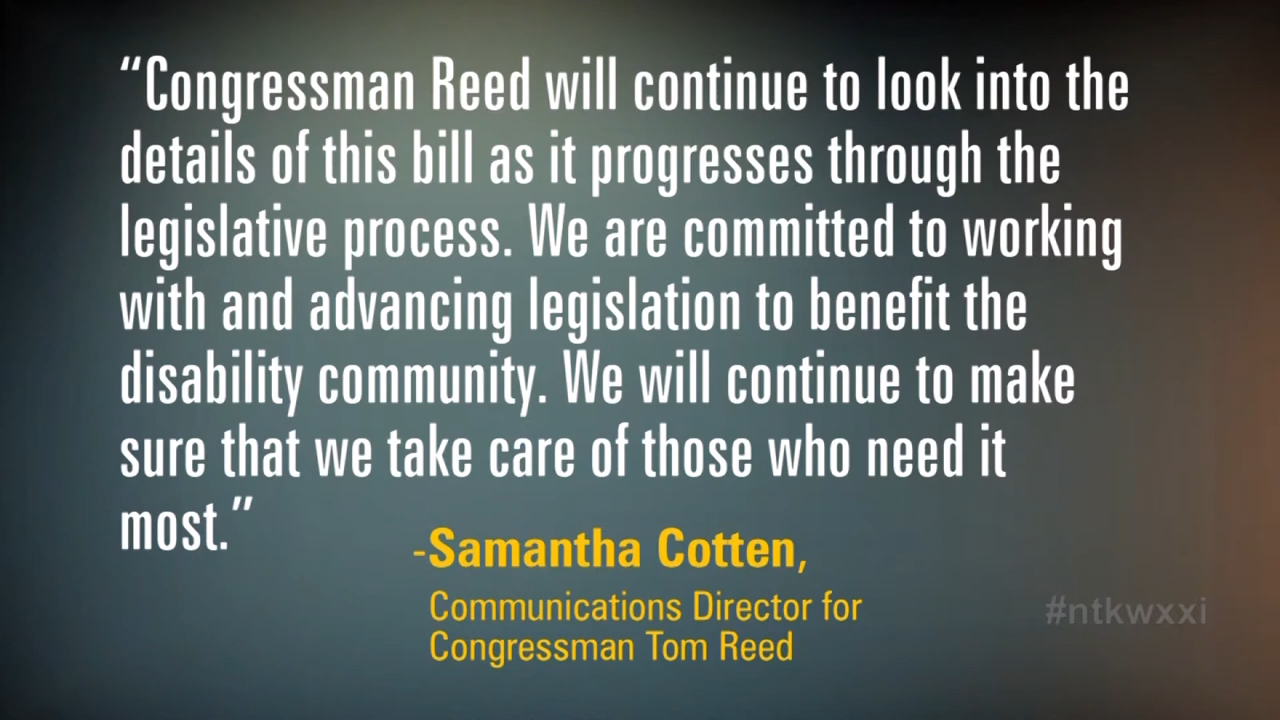 “Congressman Reed will continue to look into the
details of this bill as it progresses through the
legislative process. We are committed to working
with and advancing legislation to benefit the
disability community. We will continue to make
sure that we take care of those who need it
most.”
-Samantha Cotten,
Communications Director for
Congressman Tom Reed
#ntkwxxi